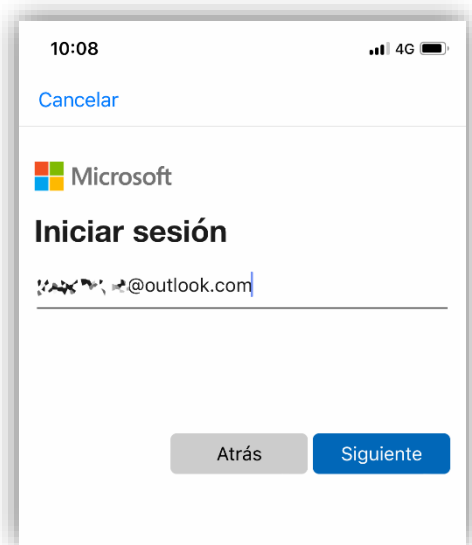 10:08 4G
Cancelar
Microsoft
Iniciar sesión
@outlook.com
Atrás Siguiente